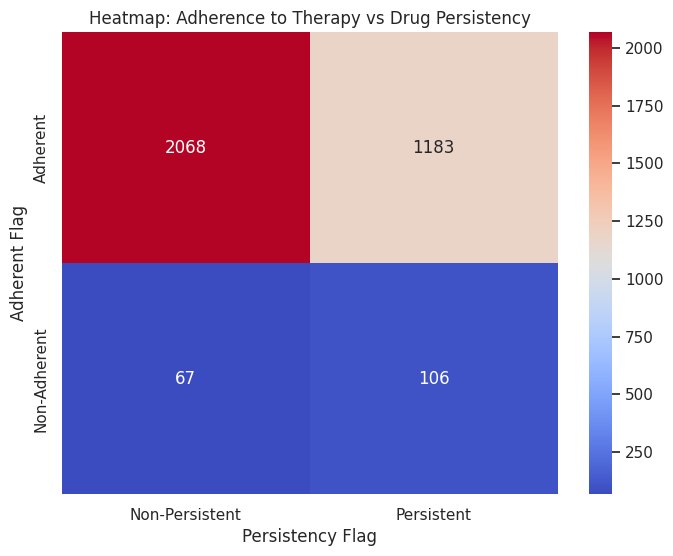 Heatmap: Adherence to Therapy vs Drug Persistency
Adherent Flag
Adherent
2068
1183
Non-Adherent
67
106
Non-Persistent
Persistent
Persistency Flag
2000
1750
1500
1250
1000
750
500
250